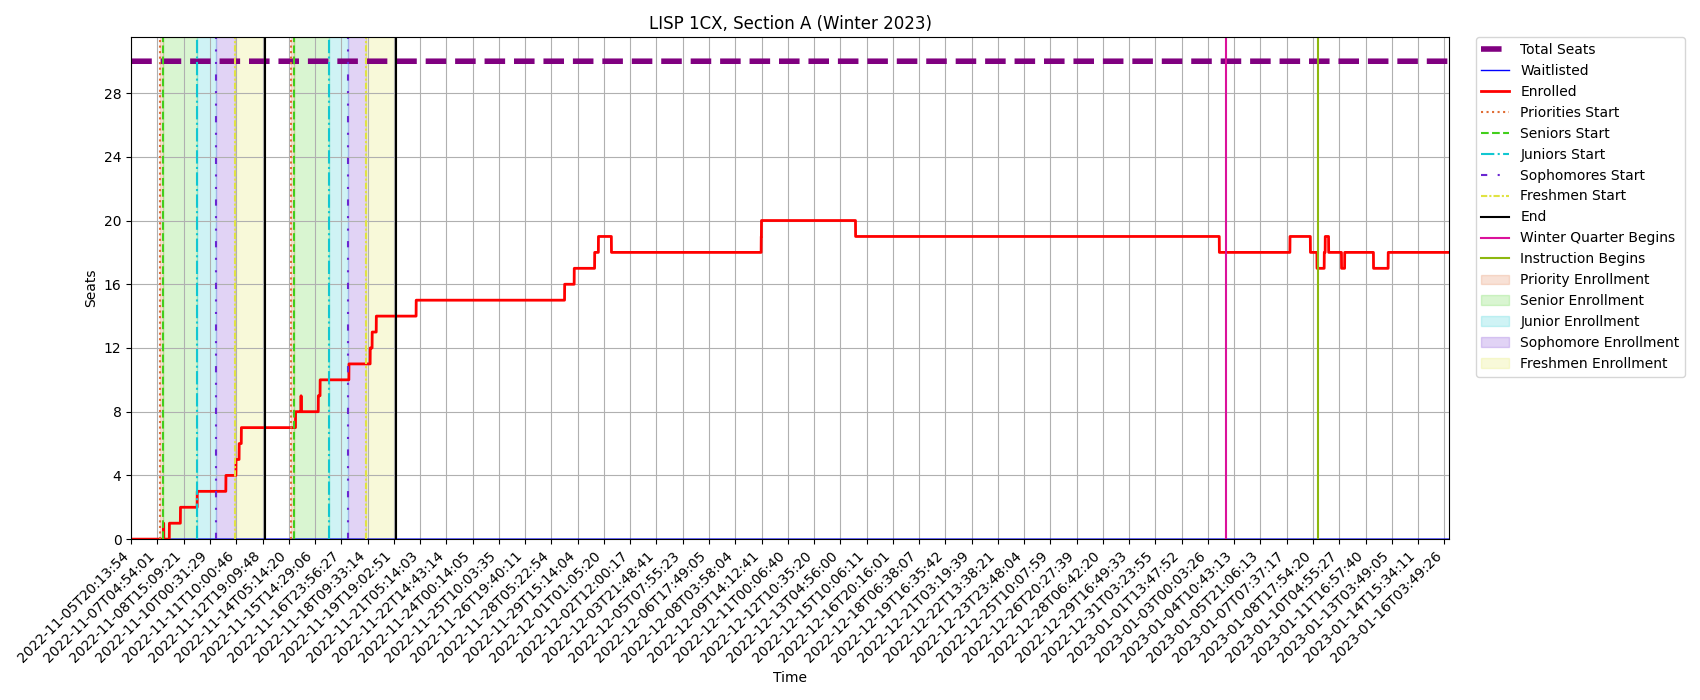 LISP 1CX, Section A (Winter 2023)
Seats
28
24
20
16
12
8
4
0
2022-11-05T20:13:54
2022-11-07T04:54:01
2022-11-08T15:09:21
2022-11-10T00:31:29
2022-11-11T10:00:46
2022-11-12T19:09:48
2022-11-14T05:14:20
2022-11-15T14:29:06
2022-11-16T23:56:27
2022-11-18T09:33:14
2022-11-19T19:02:51
2022-11-21T05:14:03
2022-11-22T14:43:14
2022-11-24T00:14:05
2022-11-25T10:03:35
2022-11-26T19:40:11
2022-11-28T05:22:54
2022-11-29T15:14:04
2022-12-01T01:05:20
2022-12-02T12:00:17
2022-12-03T21:48:41
2022-12-05T07:55:23
2022-12-06T17:49:05
2022-12-08T03:58:04
2022-12-09T14:12:41
2022-12-11T00:06:40
2022-12-12T10:35:20
2022-12-13T04:56:00
2022-12-15T10:06:11
2022-12-16T20:16:01
2022-12-18T06:38:07
2022-12-19T16:35:42
2022-12-21T03:19:39
2022-12-22T13:38:21
2022-12-23T23:48:04
2022-12-25T10:07:59
2022-12-26T20:27:39
2022-12-28T06:42:20
2022-12-29T16:49:33
2022-12-31T03:23:55
2023-01-01T13:47:52
2023-01-03T00:03:26
2023-01-04T10:43:13
2023-01-05T21:06:13
2023-01-07T07:37:17
2023-01-08T17:54:20
2023-01-10T04:55:27
2023-01-11T16:57:40
2023-01-13T03:49:05
2023-01-14T15:34:11
2023-01-16T03:49:26
Time
Total Seats
Waitlisted
Enrolled
Priorities Start
Seniors Start
Juniors Start
Sophomores Start
Freshmen Start
End
Winter Quarter Begins
Instruction Begins
Priority Enrollment
Senior Enrollment
Junior Enrollment
Sophomore Enrollment
Freshmen Enrollment